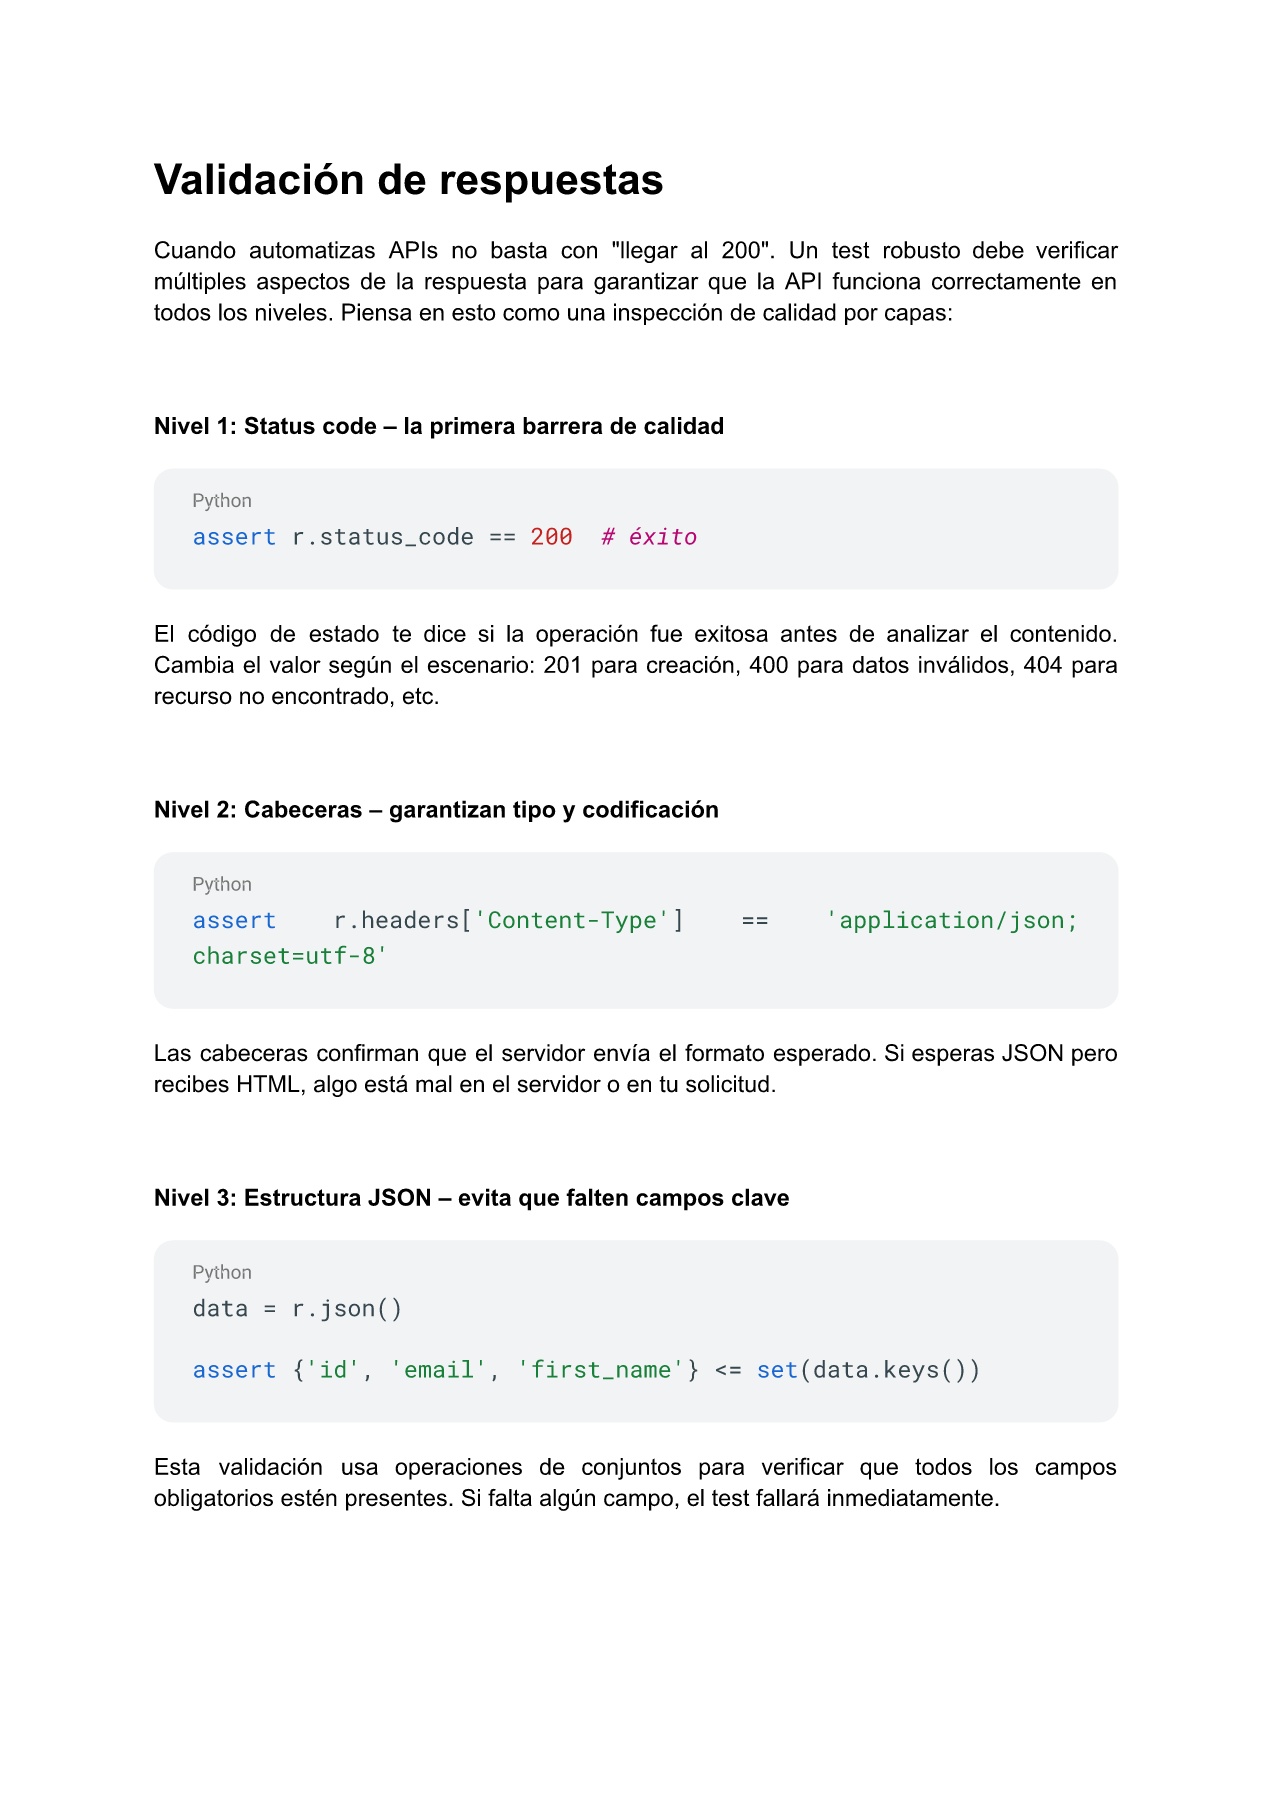 Validación de respuestas
Cuando automatizas APIs no basta con "llegar al 200". Un test robusto debe verificar
múltiples aspectos de la respuesta para garantizar que la API funciona correctamente en
todos los niveles. Piensa en esto como una inspección de calidad por capas:
Nivel 1: Status code – la primera barrera de calidad
Python
assert r.status_code == 200  # éxito
El código de estado te dice si la operación fue exitosa antes de analizar el contenido.
Cambia el valor según el escenario: 201 para creación, 400 para datos inválidos, 404 para
recurso no encontrado, etc.
Nivel 2: Cabeceras – garantizan tipo y codificación
Python
assert r.headers['Content-Type'] == 'application/json;
charset=utf-8'
Las cabeceras confirman que el servidor envía el formato esperado. Si esperas JSON pero
recibes HTML, algo está mal en el servidor o en tu solicitud.
Nivel 3: Estructura JSON – evita que falten campos clave
Python
data = r.json()
assert {'id', 'email', 'first_name'} <= set(data.keys())
Esta validación usa operaciones de conjuntos para verificar que todos los campos
obligatorios estén presentes. Si falta algún campo, el test fallará inmediatamente.